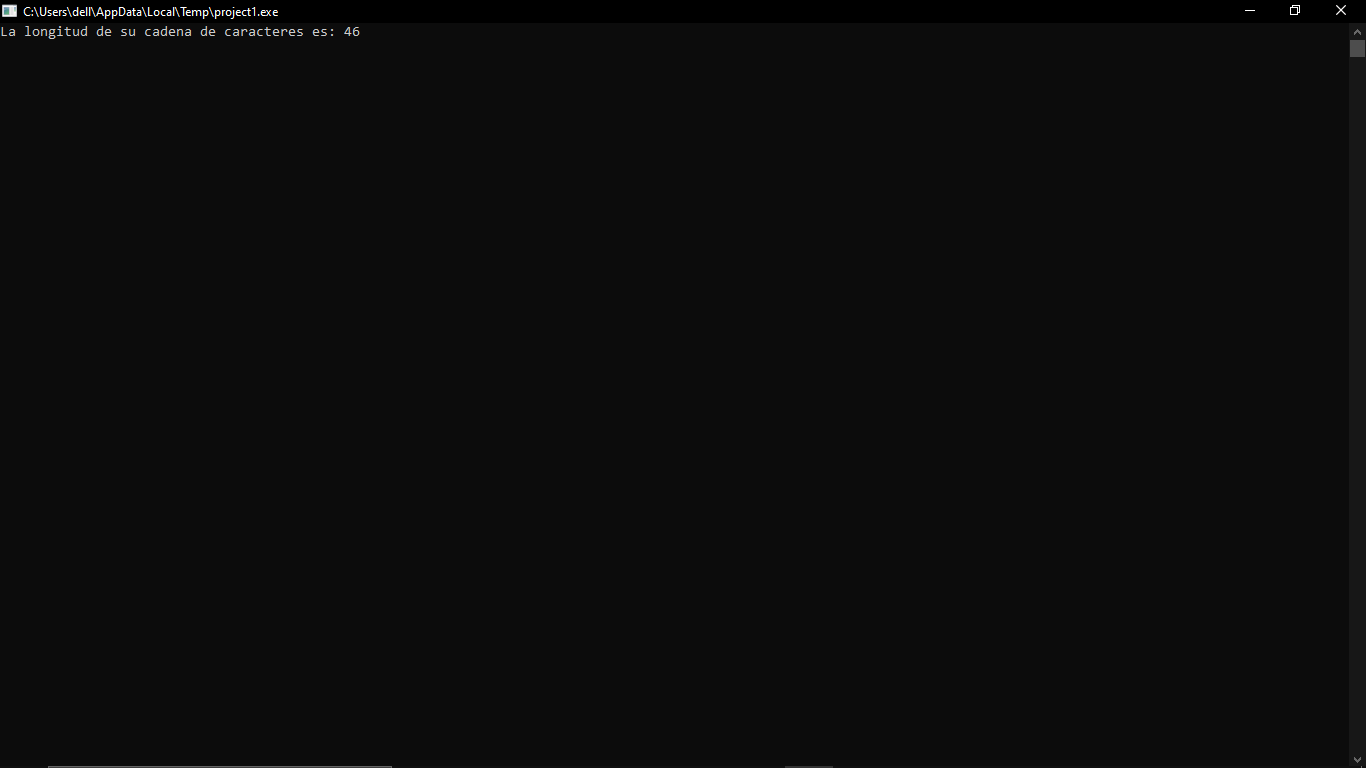 C:\Users\dell\AppData\Local\Temp\project1.exe
La longitud de su cadena de caracteres es: 46